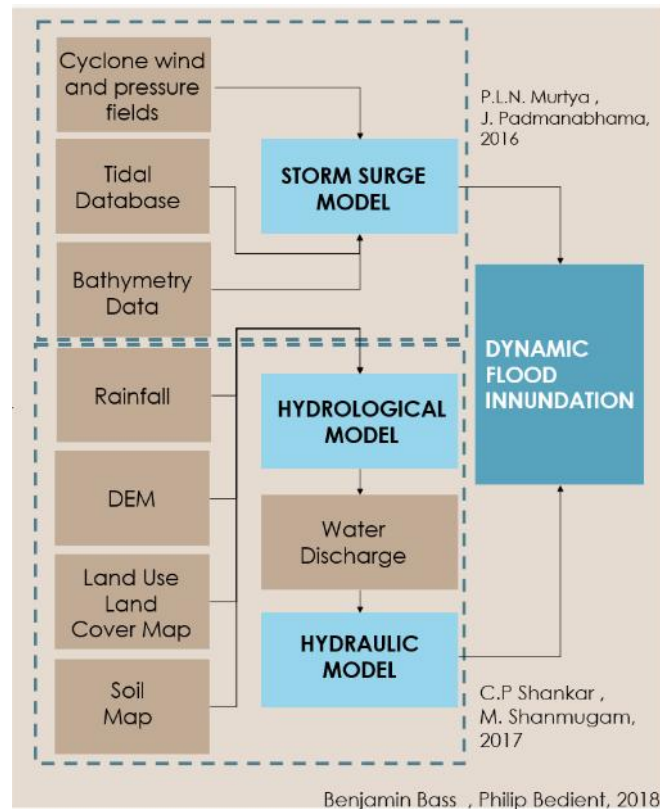 Cyclone wind
and pressure
fields
Tidal
Database
Bathymetry
Data
STORM SURGE
MODEL
P.L.N. Murtya ,
J. Padmanabhama,
2016
DYNAMIC
FLOOD
INNUNDATION
Rainfall
DEM
Land Use
Land
Cover Map
Soil
Map
HYDROLOGICAL
MODEL
Water
Discharge
HYDRAULIC
MODEL
C.P Shankar ,
M. Shanmugam,
2017
Benjamin Bass , Philip Bedient, 2018